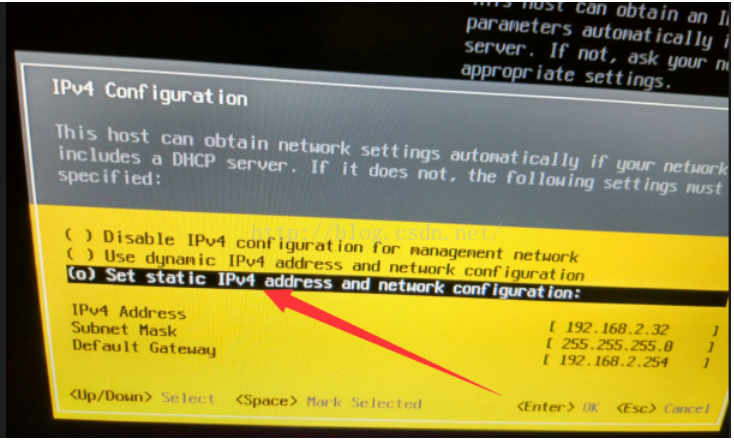 This host can obtain an I
parameters automatically i
server. If not, ask your n
appropriate settings.
IPv4 Configuration
This host can obtain network settings automatically if your network
includes a DHCP server. If it does not, the following settings must
specified:
http://blog.csdn.net/
( ) Disable IPv4 configuration for management network
( ) Use dynamic IPv4 address and network configuration
(o) Set static IPv4 address and network configuration:
IPv4 Address [ 192.168.2.32 ]
Subnet Mask [ 255.255.255.0 ]
Default Gateway [ 192.168.2.254 ]
<Up/Down> Select <Space> Mark Selected <Enter> OK <Esc> Cancel